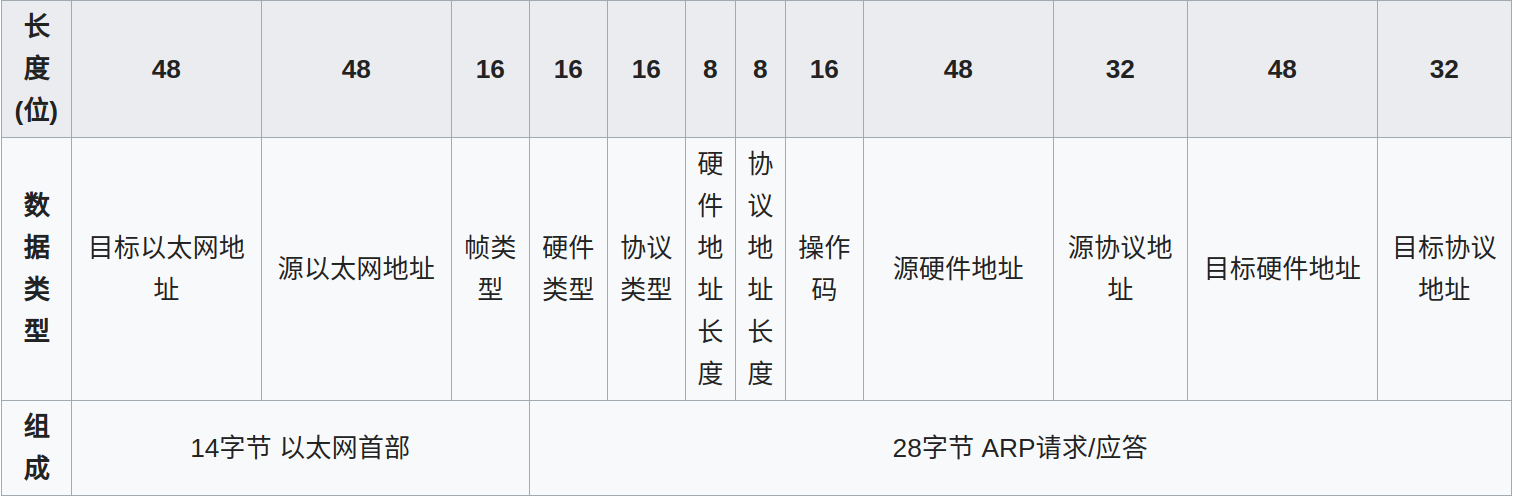 长
度
(位)
48
48
16
16
16
8
8
16
48
32
48
32
数
据
类
型
目标以太网地
址
源以太网地址
帧类
型
硬件
类型
协议
类型
硬
件
地
址
长
度
协
议
地
址
长
度
操作
码
源硬件地址
源协议地
址
目标硬件地址
目标协议
地址
组
成
14字节 以太网首部
28字节 ARP请求/应答